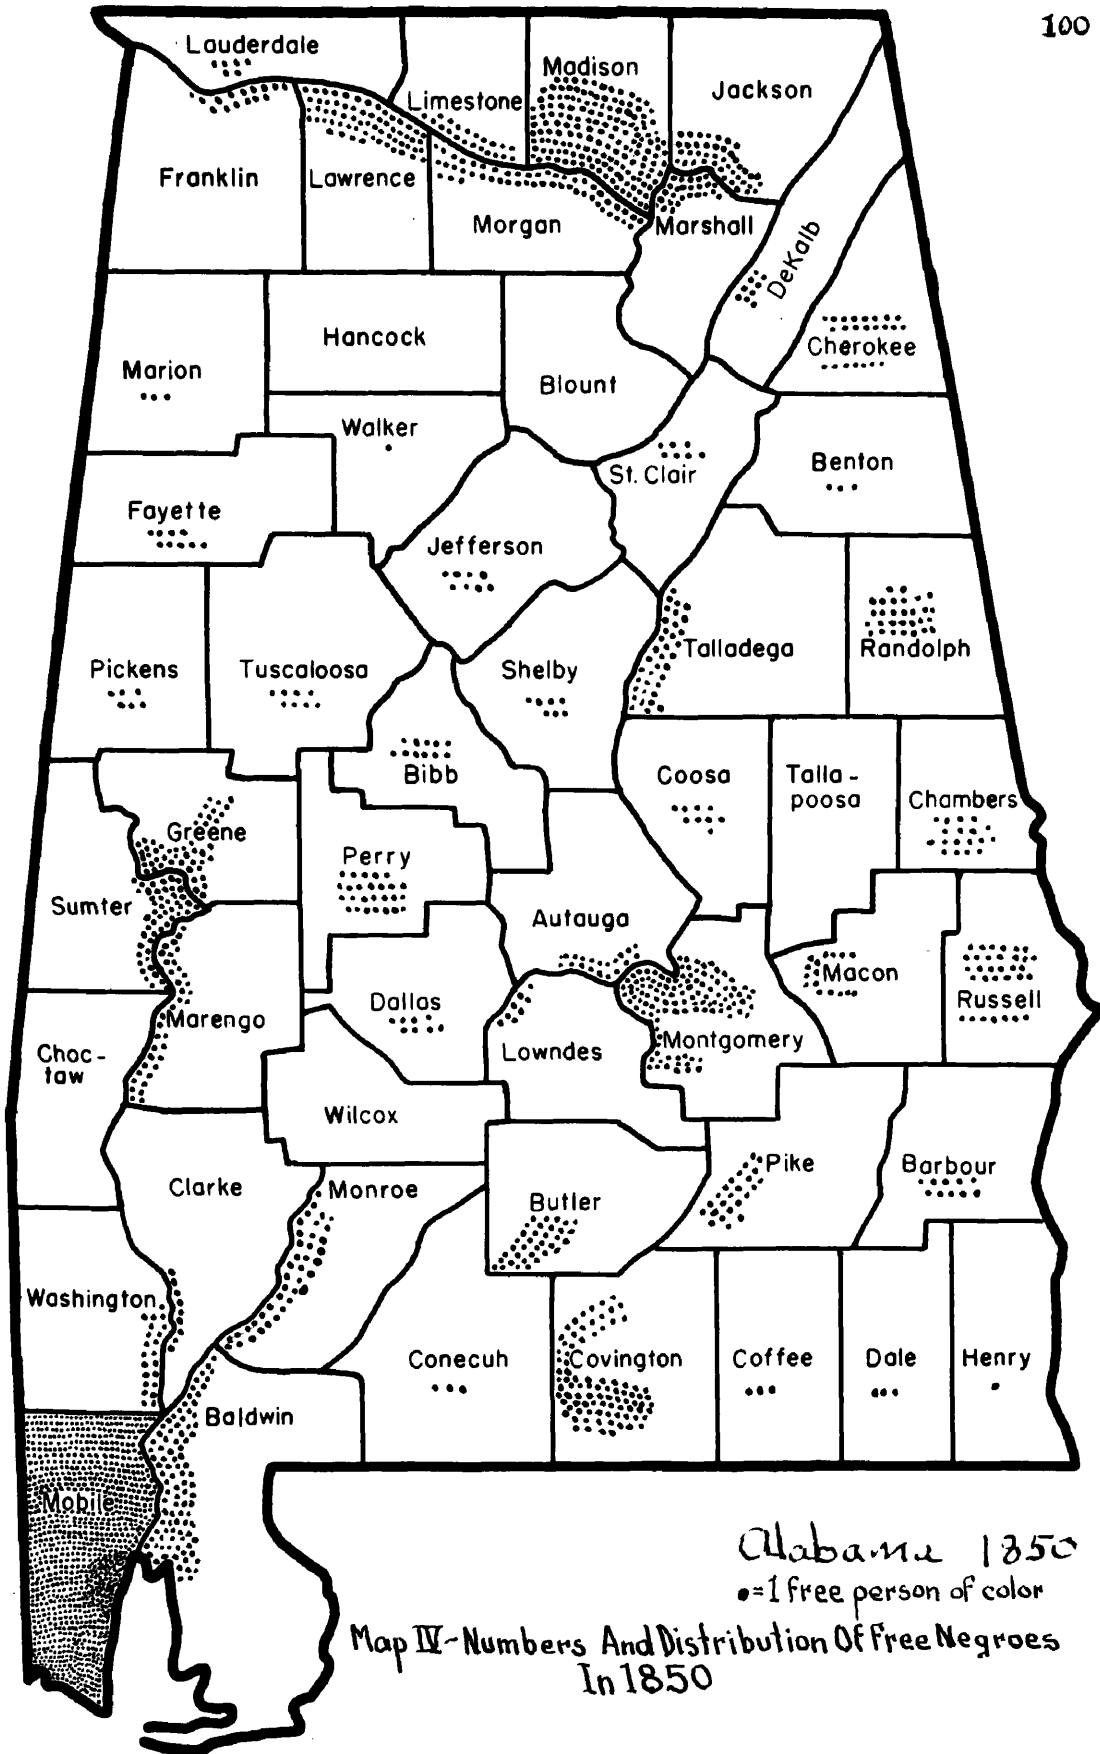 100
Lauderdale
Madison
Jackson
Limestone
Franklin
Lawrence
Morgan
Marshall
DeKalb
Hancock
Cherokee
Marion
Blount
Walker
St. Clair
Benton
Fayette
Jefferson
Pickens
Tuscaloosa
Shelby
Talladega
Randolph
Bibb
Coosa
Talla-
poosa
Chambers
Greene
Perry
Sumter
Autauga
Macon
Russell
Dallas
Marengo
Montgomery
Lowndes
Choc-
taw
Wilcox
Clarke
Monroe
Butler
Pike
Barbour
Washington
Conecuh
Covington
Coffee
Dale
Henry
Baldwin
Mobile
Alabama 1850
•=1 free person of color
Map IV-Numbers And Distribution Of Free Negroes
In 1850